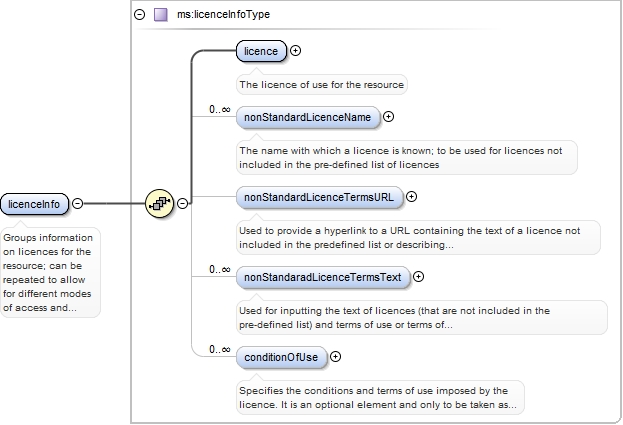 ms:licenceInfoType
licence
The licence of use for the resource
0..∞
nonStandardLicenceName
The name with which a licence is known; to be used for licences not
included in the pre-defined list of licences
0..∞
nonStandardLicenceTermsURL
Used to provide a hyperlink to a URL containing the text of a licence not
included in the predefined list or describing...
licenceInfo
Groups information
on licences for the
resource; can be
repeated to allow
for different modes
of access and...
0..∞
nonStandaradLicenceTermsText
Used for inputting the text of licences (that are not included in the
pre-defined list) and terms of use or terms of...
0..∞
conditionOfUse
Specifies the conditions and terms of use imposed by the
licence. It is an optional element and only to be taken as...